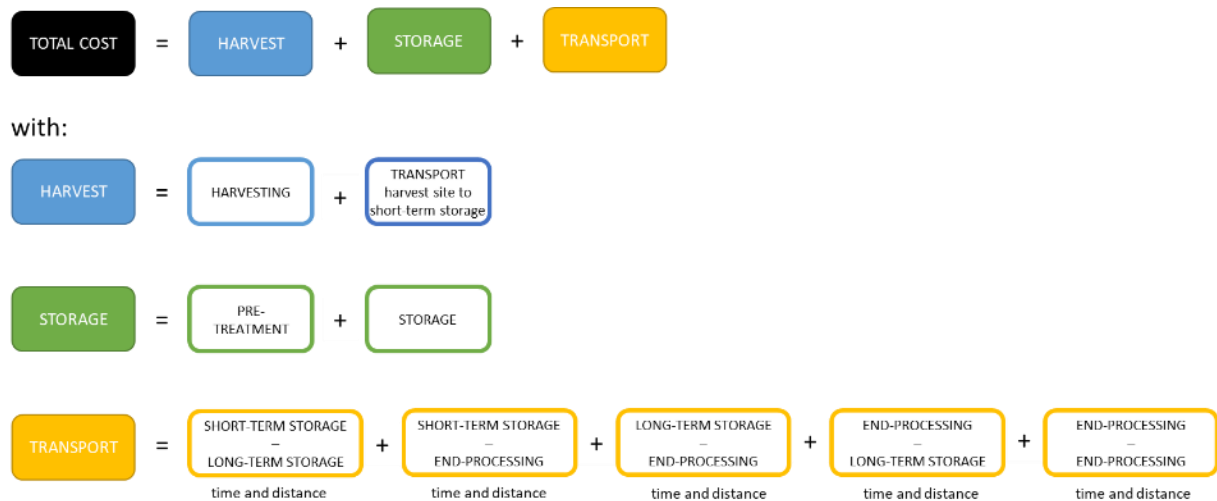 TOTAL COST = HARVEST + STORAGE + TRANSPORT
with:
HARVEST = HARVESTING + TRANSPORT
harvest site to
short-term storage
STORAGE = PRE-
TREATMENT + STORAGE
TRANSPORT = SHORT-TERM STORAGE
–
LONG-TERM STORAGE
time and distance
+ SHORT-TERM STORAGE
–
END-PROCESSING
time and distance
+ LONG-TERM STORAGE
–
END-PROCESSING
time and distance
+ END-PROCESSING
–
LONG-TERM STORAGE
time and distance
+ END-PROCESSING
–
END-PROCESSING
time and distance